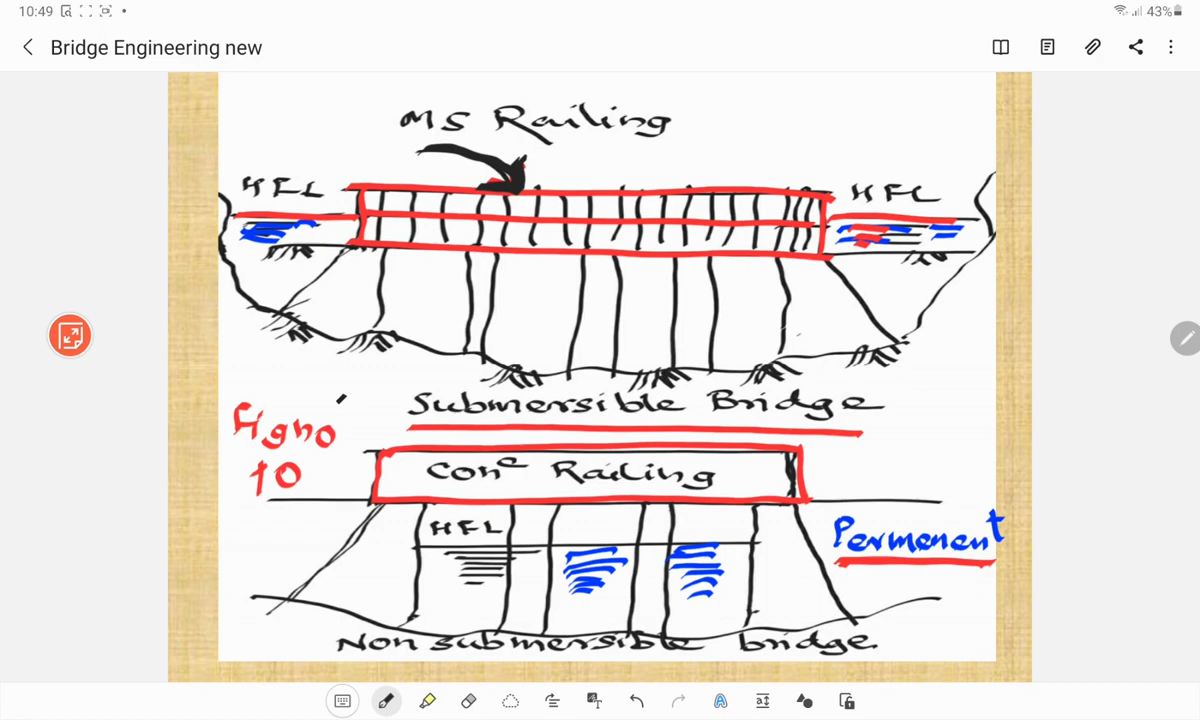 10:49
43%
Bridge Engineering new
MS Railing
HFL
HFL
Submersible Bridge
Fig no
10
Conc Railing
HFL
Permenent
Non submersible bridge